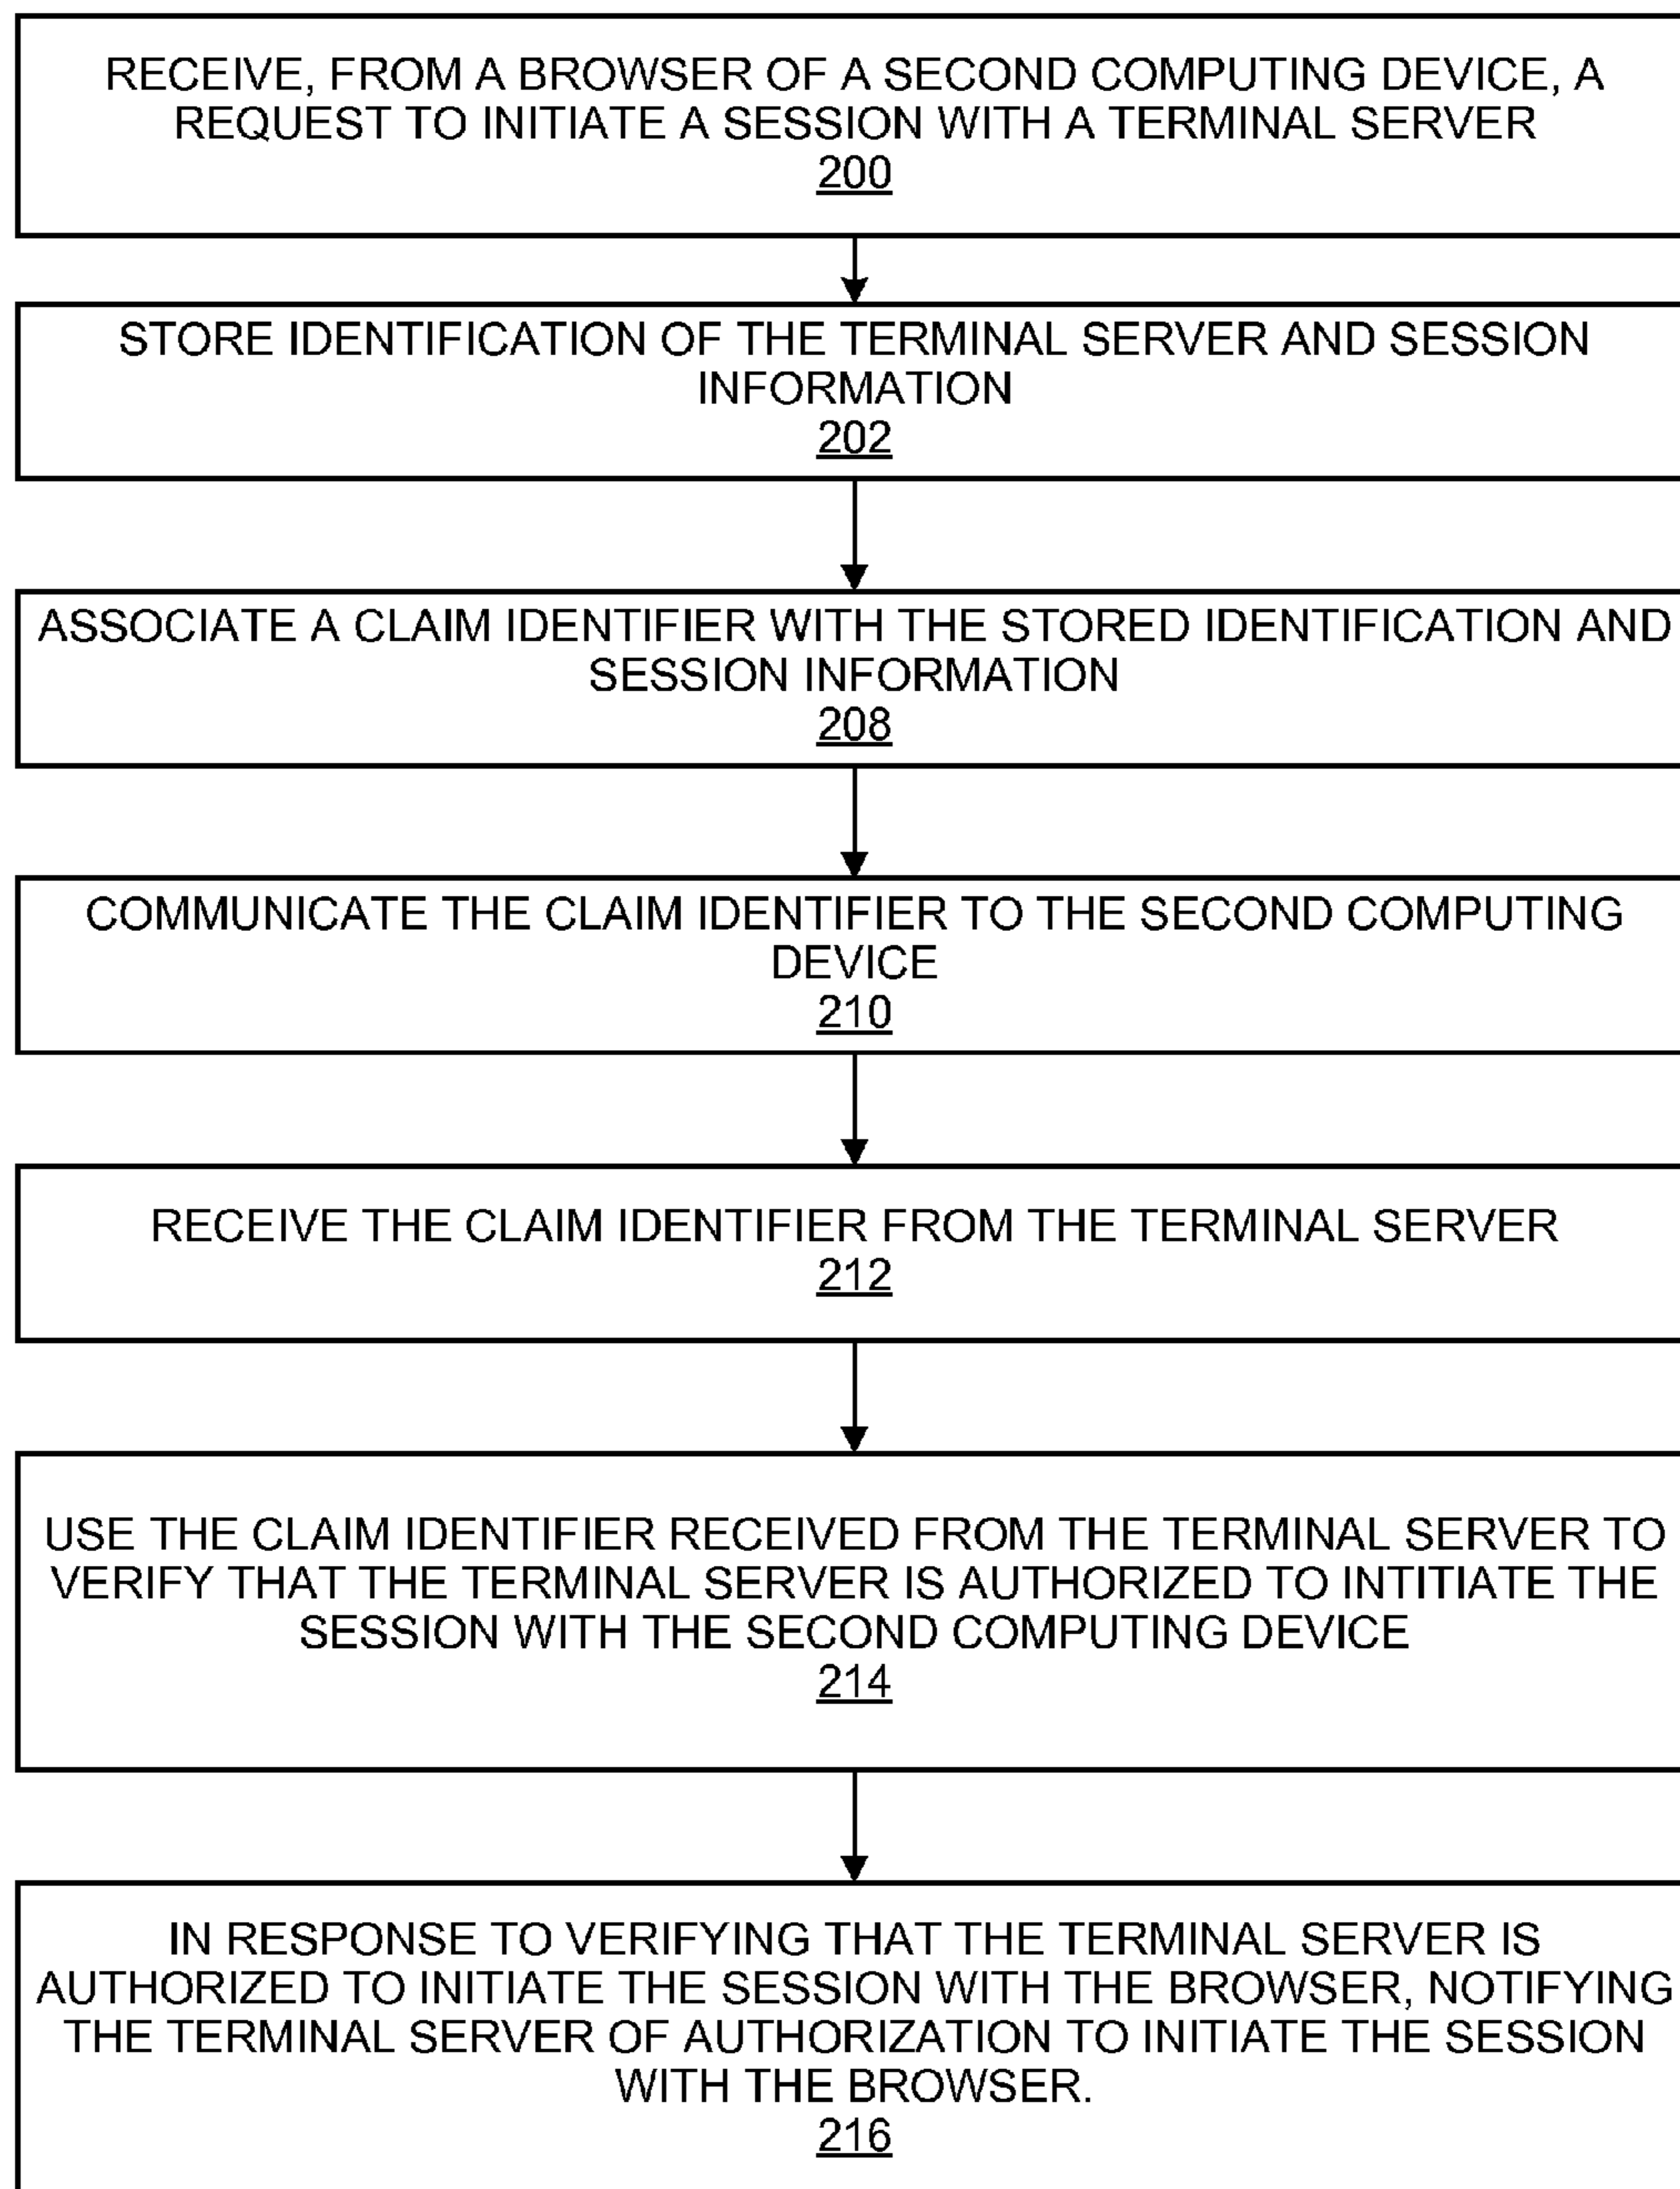 RECEIVE, FROM A BROWSER OF A SECOND COMPUTING DEVICE, A
REQUEST TO INITIATE A SESSION WITH A TERMINAL SERVER
200
STORE IDENTIFICATION OF THE TERMINAL SERVER AND SESSION
INFORMATION
202
ASSOCIATE A CLAIM IDENTIFIER WITH THE STORED IDENTIFICATION AND
SESSION INFORMATION
208
COMMUNICATE THE CLAIM IDENTIFIER TO THE SECOND COMPUTING
DEVICE
210
RECEIVE THE CLAIM IDENTIFIER FROM THE TERMINAL SERVER
212
USE THE CLAIM IDENTIFIER RECEIVED FROM THE TERMINAL SERVER TO
VERIFY THAT THE TERMINAL SERVER IS AUTHORIZED TO INTITIATE THE
SESSION WITH THE SECOND COMPUTING DEVICE
214
IN RESPONSE TO VERIFYING THAT THE TERMINAL SERVER IS
AUTHORIZED TO INITIATE THE SESSION WITH THE BROWSER, NOTIFYING
THE TERMINAL SERVER OF AUTHORIZATION TO INITIATE THE SESSION
WITH THE BROWSER.
216